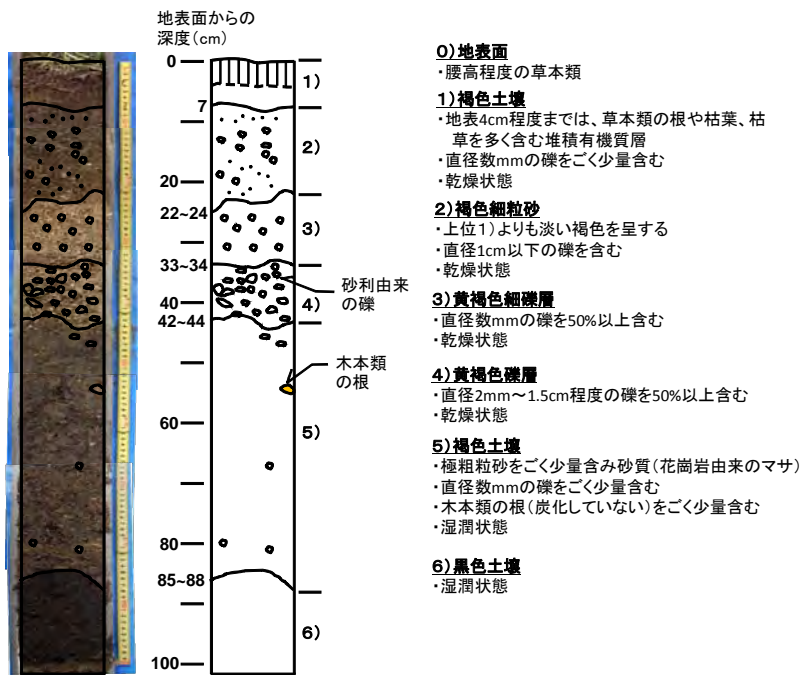 地表面からの
深度(cm)
0
7
20
22~24
33~34
40
42~44
60
80
85~88
100
1)
2)
3)
4)
5)
6)
砂利由来
の礫
木本類
の根
0)地表面
・腰高程度の草本類
1)褐色土壌
・地表4cm程度までは、草本類の根や枯葉、枯
草を多く含む堆積有機質層
・直径数mmの礫をごく少量含む
・乾燥状態
2)褐色細粒砂
・上位1)よりも淡い褐色を呈する
・直径1cm以下の礫を含む
・乾燥状態
3)黄褐色細礫層
・直径数mmの礫を50%以上含む
・乾燥状態
4)黄褐色礫層
・直径2mm～1.5cm程度の礫を50%以上含む
・乾燥状態
5)褐色土壌
・極粗粒砂をごく少量含み砂質(花崗岩由来のマサ)
・直径数mmの礫をごく少量含む
・木本類の根(炭化していない)をごく少量含む
・湿潤状態
6)黒色土壌
・湿潤状態